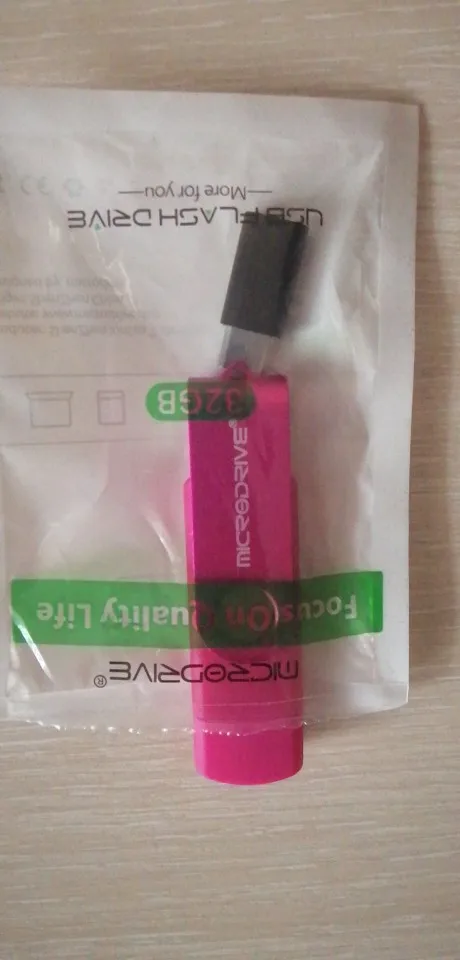 MICRODRIVE®
Focus On Quality Life
32GB
MICRODRIVE®
USB FLASH DRIVE
— More for you —